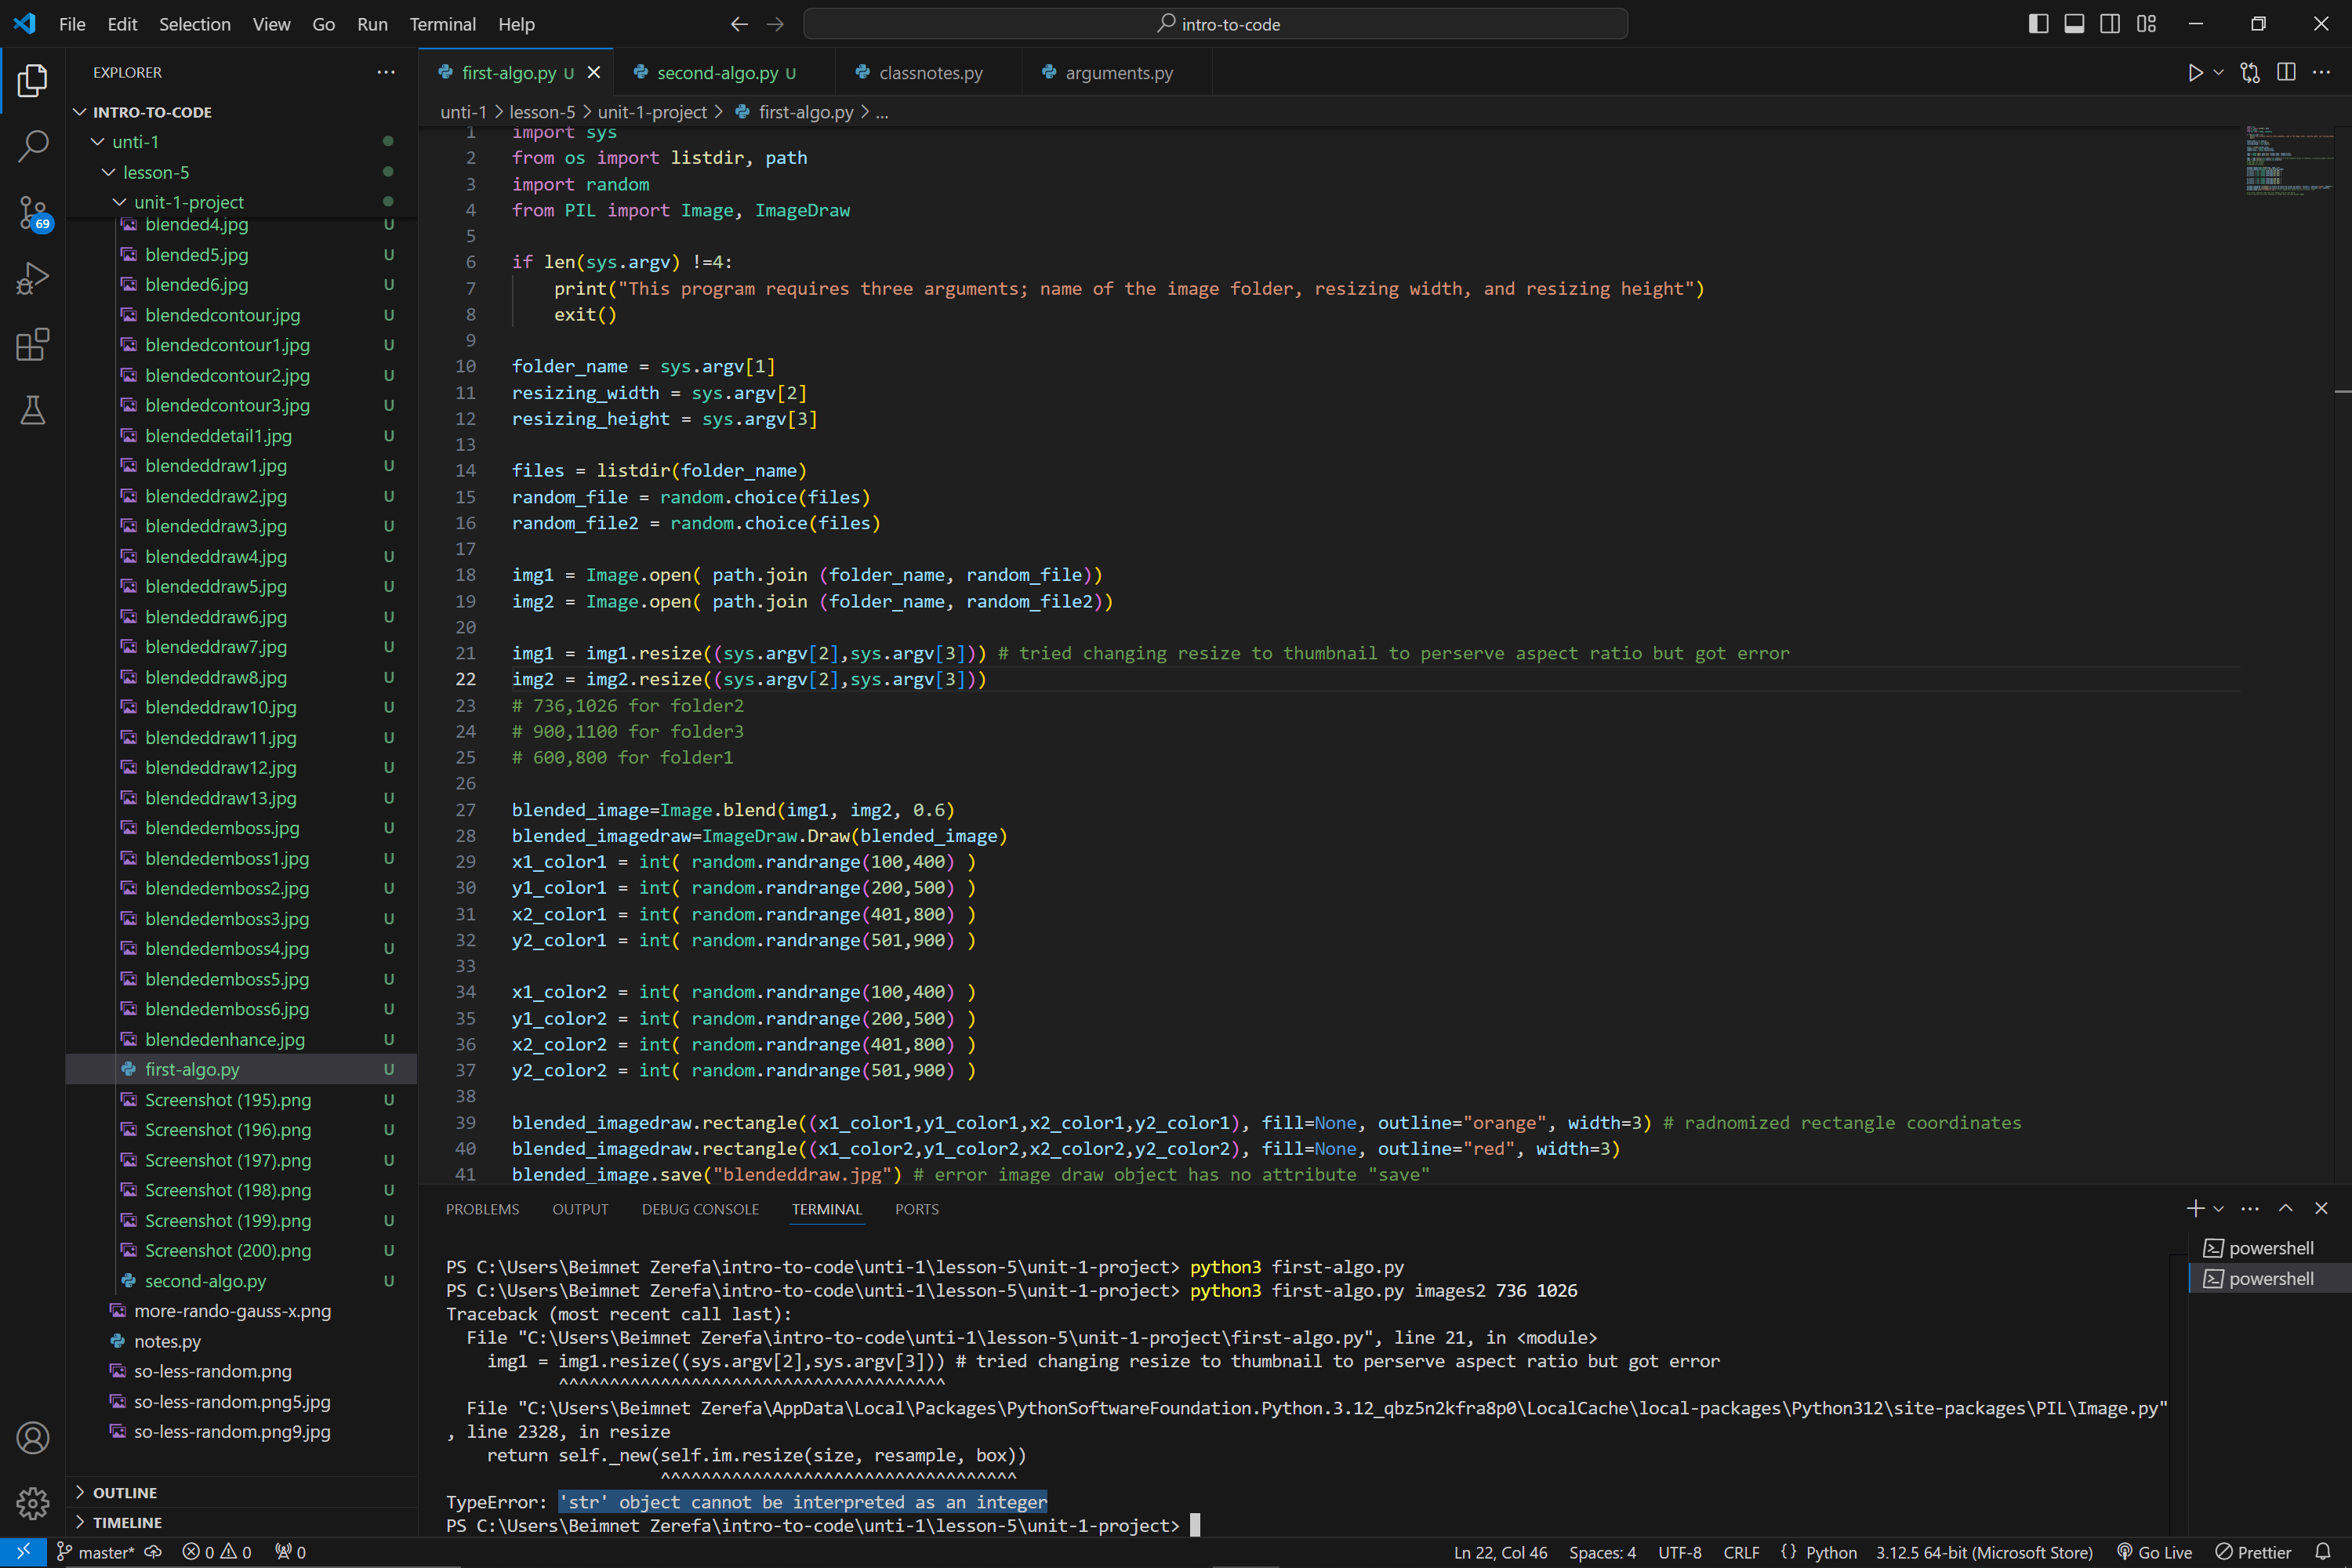 File Edit Selection View Go Run Terminal Help
intro-to-code
EXPLORER
INTRO-TO-CODE
unti-1
lesson-5
unit-1-project
blended4.jpg U
blended5.jpg U
blended6.jpg U
blendedcontour.jpg U
blendedcontour1.jpg U
blendedcontour2.jpg U
blendedcontour3.jpg U
blendeddetail1.jpg U
blendeddraw1.jpg U
blendeddraw2.jpg U
blendeddraw3.jpg U
blendeddraw4.jpg U
blendeddraw5.jpg U
blendeddraw6.jpg U
blendeddraw7.jpg U
blendeddraw8.jpg U
blendeddraw10.jpg U
blendeddraw11.jpg U
blendeddraw12.jpg U
blendeddraw13.jpg U
blendedemboss.jpg U
blendedemboss1.jpg U
blendedemboss2.jpg U
blendedemboss3.jpg U
blendedemboss4.jpg U
blendedemboss5.jpg U
blendedemboss6.jpg U
blendedenhance.jpg U
first-algo.py U
Screenshot (195).png U
Screenshot (196).png U
Screenshot (197).png U
Screenshot (198).png U
Screenshot (199).png U
Screenshot (200).png U
second-algo.py U
more-rando-gauss-x.png
notes.py
so-less-random.png
so-less-random.png5.jpg
so-less-random.png9.jpg
OUTLINE
TIMELINE
69
first-algo.py U second-algo.py U classnotes.py arguments.py
unti-1 > lesson-5 > unit-1-project > first-algo.py > ...
1 import sys
2 from os import listdir, path
3 import random
4 from PIL import Image, ImageDraw
5
6 if len(sys.argv) !=4:
7 print("This program requires three arguments; name of the image folder, resizing width, and resizing height")
8 exit()
9
10 folder_name = sys.argv[1]
11 resizing_width = sys.argv[2]
12 resizing_height = sys.argv[3]
13
14 files = listdir(folder_name)
15 random_file = random.choice(files)
16 random_file2 = random.choice(files)
17
18 img1 = Image.open( path.join (folder_name, random_file))
19 img2 = Image.open( path.join (folder_name, random_file2))
20
21 img1 = img1.resize((sys.argv[2],sys.argv[3])) # tried changing resize to thumbnail to perserve aspect ratio but got error
22 img2 = img2.resize((sys.argv[2],sys.argv[3]))
23 # 736,1026 for folder2
24 # 900,1100 for folder3
25 # 600,800 for folder1
26
27 blended_image=Image.blend(img1, img2, 0.6)
28 blended_imagedraw=ImageDraw.Draw(blended_image)
29 x1_color1 = int( random.randrange(100,400) )
30 y1_color1 = int( random.randrange(200,500) )
31 x2_color1 = int( random.randrange(401,800) )
32 y2_color1 = int( random.randrange(501,900) )
33
34 x1_color2 = int( random.randrange(100,400) )
35 y1_color2 = int( random.randrange(200,500) )
36 x2_color2 = int( random.randrange(401,800) )
37 y2_color2 = int( random.randrange(501,900) )
38
39 blended_imagedraw.rectangle((x1_color1,y1_color1,x2_color1,y2_color1), fill=None, outline="orange", width=3) # radnomized rectangle coordinates
40 blended_imagedraw.rectangle((x1_color2,y1_color2,x2_color2,y2_color2), fill=None, outline="red", width=3)
41 blended_image.save("blendeddraw.jpg") # error image draw object has no attribute "save"
PROBLEMS OUTPUT DEBUG CONSOLE TERMINAL PORTS
powershell
powershell
PS C:\Users\Beimnet Zerefa\intro-to-code\unti-1\lesson-5\unit-1-project> python3 first-algo.py
PS C:\Users\Beimnet Zerefa\intro-to-code\unti-1\lesson-5\unit-1-project> python3 first-algo.py images2 736 1026
Traceback (most recent call last):
File "C:\Users\Beimnet Zerefa\intro-to-code\unti-1\lesson-5\unit-1-project\first-algo.py", line 21, in <module>
img1 = img1.resize((sys.argv[2],sys.argv[3])) # tried changing resize to thumbnail to perserve aspect ratio but got error
^^^^^^^^^^^^^^^^^^^^^^^^^^^^^^^^^^^^^^
File "C:\Users\Beimnet Zerefa\AppData\Local\Packages\PythonSoftwareFoundation.Python.3.12_qbz5n2kfra8p0\LocalCache\local-packages\Python312\site-packages\PIL\Image.py"
, line 2328, in resize
return self._new(self.im.resize(size, resample, box))
^^^^^^^^^^^^^^^^^^^^^^^^^^^^^^^^^^^
TypeError: 'str' object cannot be interpreted as an integer
PS C:\Users\Beimnet Zerefa\intro-to-code\unti-1\lesson-5\unit-1-project>
master* 0 0 0 Ln 22, Col 46 Spaces: 4 UTF-8 CRLF {} Python 3.12.5 64-bit (Microsoft Store) Go Live Prettier